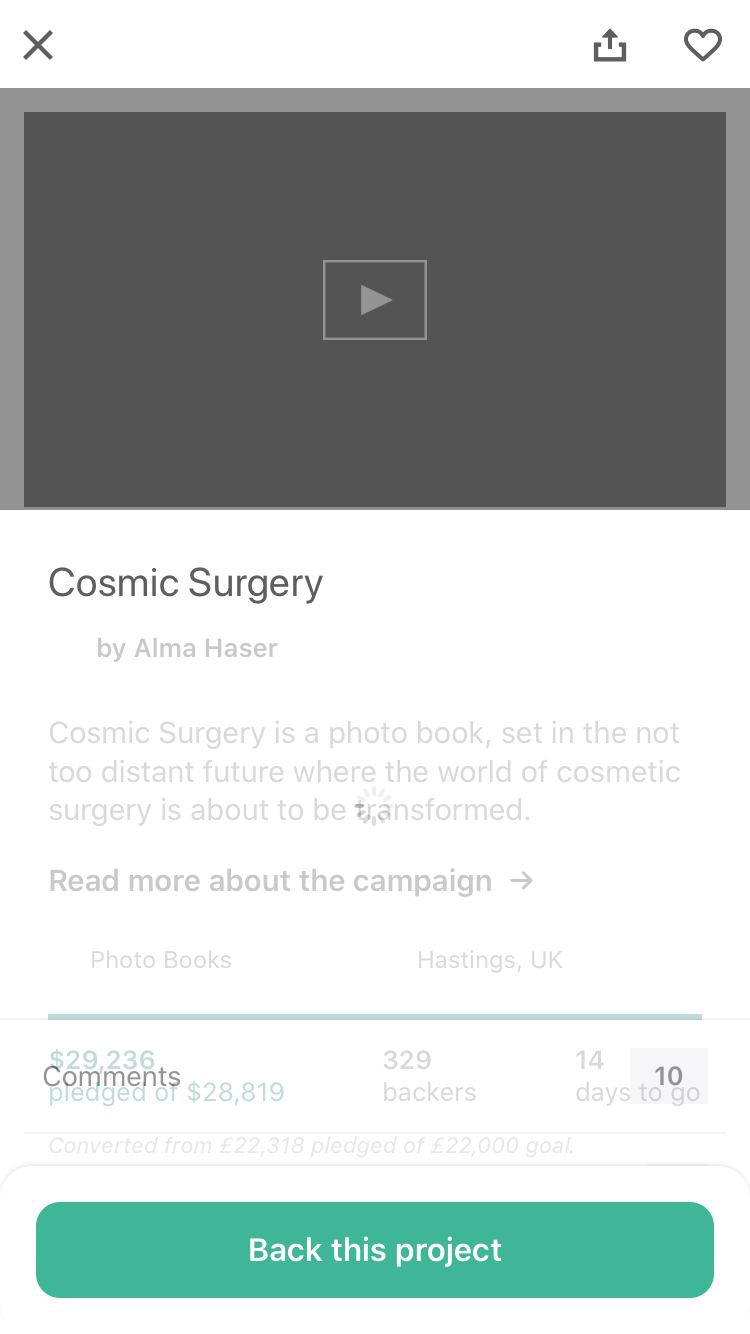 Cosmic Surgery
by Alma Haser
Cosmic Surgery is a photo book, set in the not
too distant future where the world of cosmetic
surgery is about to be transformed.
Read more about the campaign →
Photo Books
Hastings, UK
$29,236
329
14
Comments
10
pledged of $28,819
backers
days to go
Converted from £22,318 pledged of £22,000 goal.
Back this project